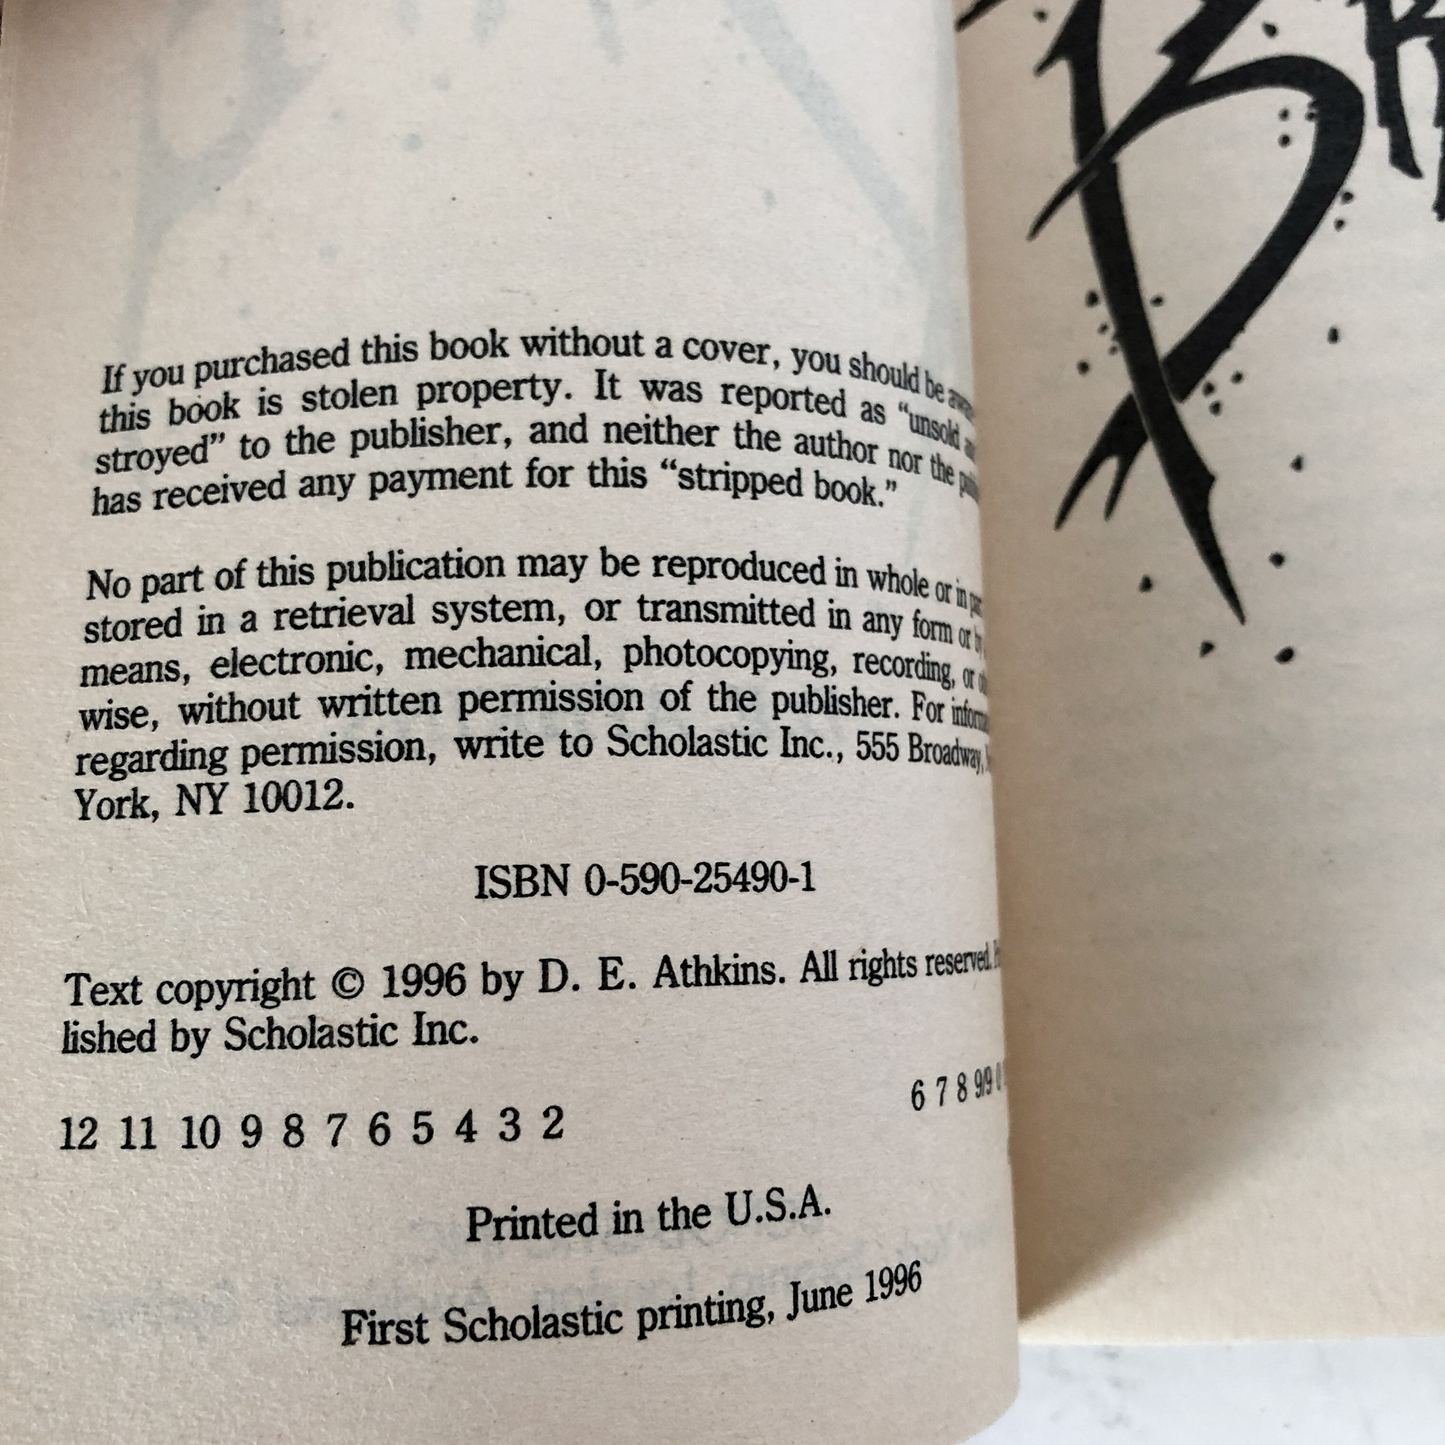 If you purchased this book without a cover, you should be
this book is stolen property. It was reported as “unsold
stroyed” to the publisher, and neither the author nor the
has received any payment for this “stripped book.”
No part of this publication may be reproduced in whole or in
stored in a retrieval system, or transmitted in any form or
means, electronic, mechanical, photocopying, recording, or
wise, without written permission of the publisher. For
regarding permission, write to Scholastic Inc., 555 Broadway,
York, NY 10012.
ISBN 0-590-25490-1
Text copyright © 1996 by D. E. Athkins. All rights reserved.
lished by Scholastic Inc.
12 11 10 9 8 7 6 5 4 3 2 6 7 8 9/9
Printed in the U.S.A.
First Scholastic printing, June 1996